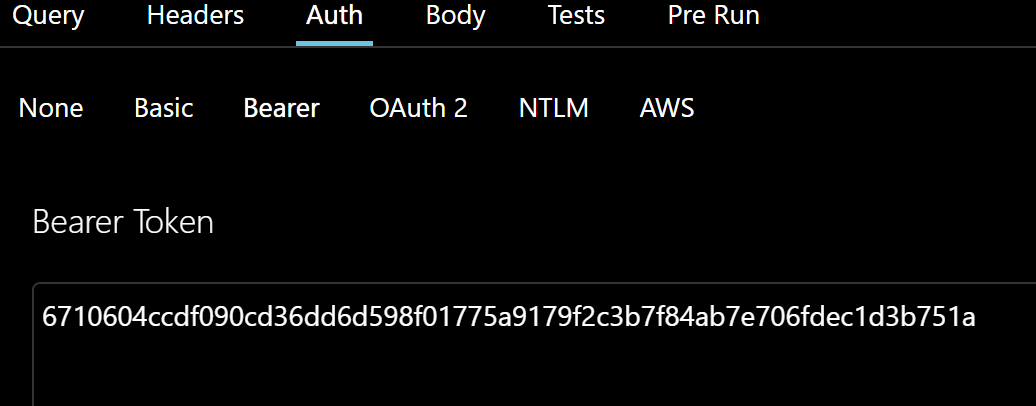 Query Headers Auth Body Tests Pre Run
None Basic Bearer OAuth 2 NTLM AWS
Bearer Token
6710604ccdf090cd36dd6d598f01775a9179f2c3b7f84ab7e706fdec1d3b751a